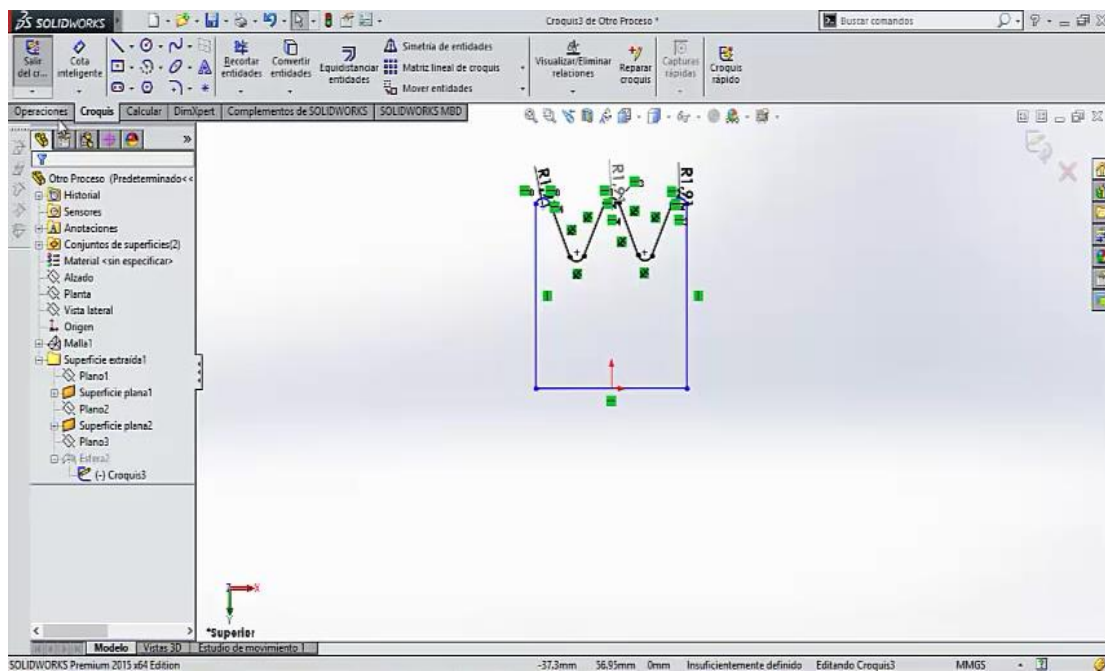 SOLIDWORKS
Croquis3 de Otro Proceso *
Buscar comandos
Salir del cr...
Cota inteligente
Recortar entidades
Convertir entidades
Equidistanciar entidades
Simetría de entidades
Matriz lineal de croquis
Mover entidades
Visualizar/Eliminar relaciones
Reparar croquis
Capturas rápidas
Croquis rápido
Operaciones Croquis Calcular DimXpert Complementos de SOLIDWORKS SOLIDWORKS MBD
Otro Proceso (Predeterminado<<
Historial
Sensores
Anotaciones
Conjuntos de superficies(2)
Material <sin especificar>
Alzado
Planta
Vista lateral
Origen
Malla1
Superficie extraída1
Plano1
Superficie plana1
Plano2
Superficie plana2
Plano3
Esfera2
(-) Croquis3
R1,91
*Superior
Modelo Vistas 3D Estudio de movimiento 1
SOLIDWORKS Premium 2015 x64 Edition -37.3mm 56.95mm 0mm Insuficientemente definido Editando Croquis3 MMGS